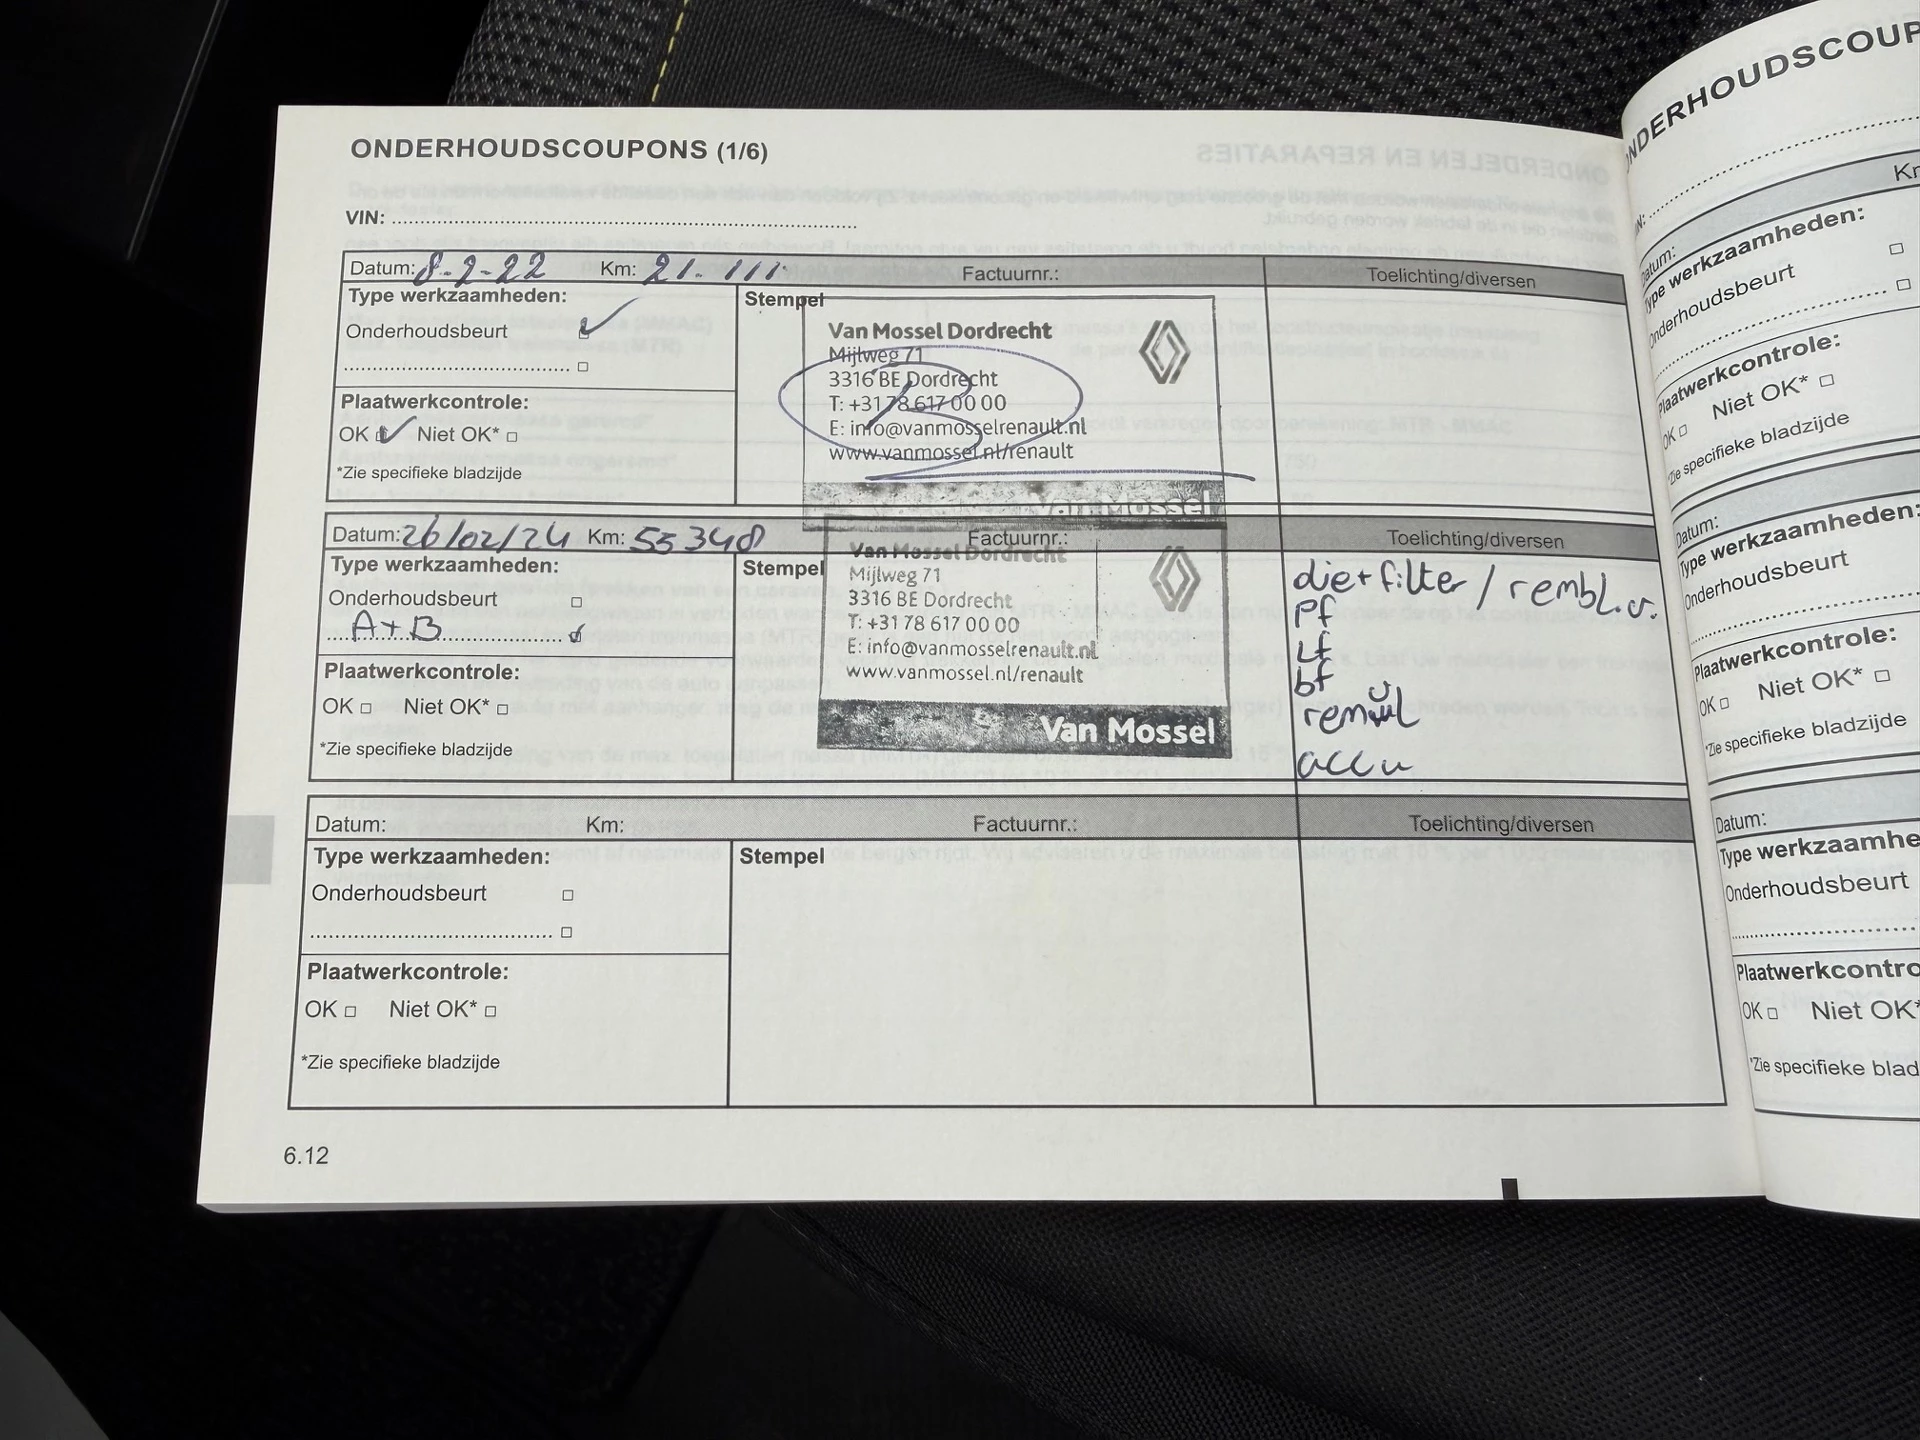 ONDERHOUDSCOUPONS (1/6)
VIN:
Datum: 8-2-22 Km: 21.111 Factuurnr.: Toelichting/diversen
Type werkzaamheden:
Onderhoudsbeurt
Plaatwerkcontrole:
OK Niet OK*
*Zie specifieke bladzijde
Stempel
Van Mossel Dordrecht
Mijlweg 71
3316 BE Dordrecht
T: +31 78 617 00 00
E: info@vanmosselrenault.nl
www.vanmossel.nl/renault
Van Mossel
Datum: 26/02/24 Km: 55348 Factuurnr.: Toelichting/diversen
Type werkzaamheden:
Onderhoudsbeurt
A+B
Plaatwerkcontrole:
OK Niet OK*
*Zie specifieke bladzijde
Stempel
Van Mossel Dordrecht
Mijlweg 71
3316 BE Dordrecht
T: +31 78 617 00 00
E: info@vanmosselrenault.nl
www.vanmossel.nl/renault
Van Mossel
olie+filter / rembl.v.
pf
Lf
bf
accu
Datum: Km: Factuurnr.: Toelichting/diversen
Type werkzaamheden:
Onderhoudsbeurt
Plaatwerkcontrole:
OK Niet OK*
*Zie specifieke bladzijde
Stempel
6.12
Type werkzaamheden:
Onderhoudsbeurt
Plaatwerkcontrole:
OK Niet OK*
*Zie specifieke bladzijde
Datum:
Type werkzaamheden:
Onderhoudsbeurt
Plaatwerkcontrole:
OK Niet OK*
*Zie specifieke bladzijde
Datum:
Onderhoudsbeurt
OK Niet OK*